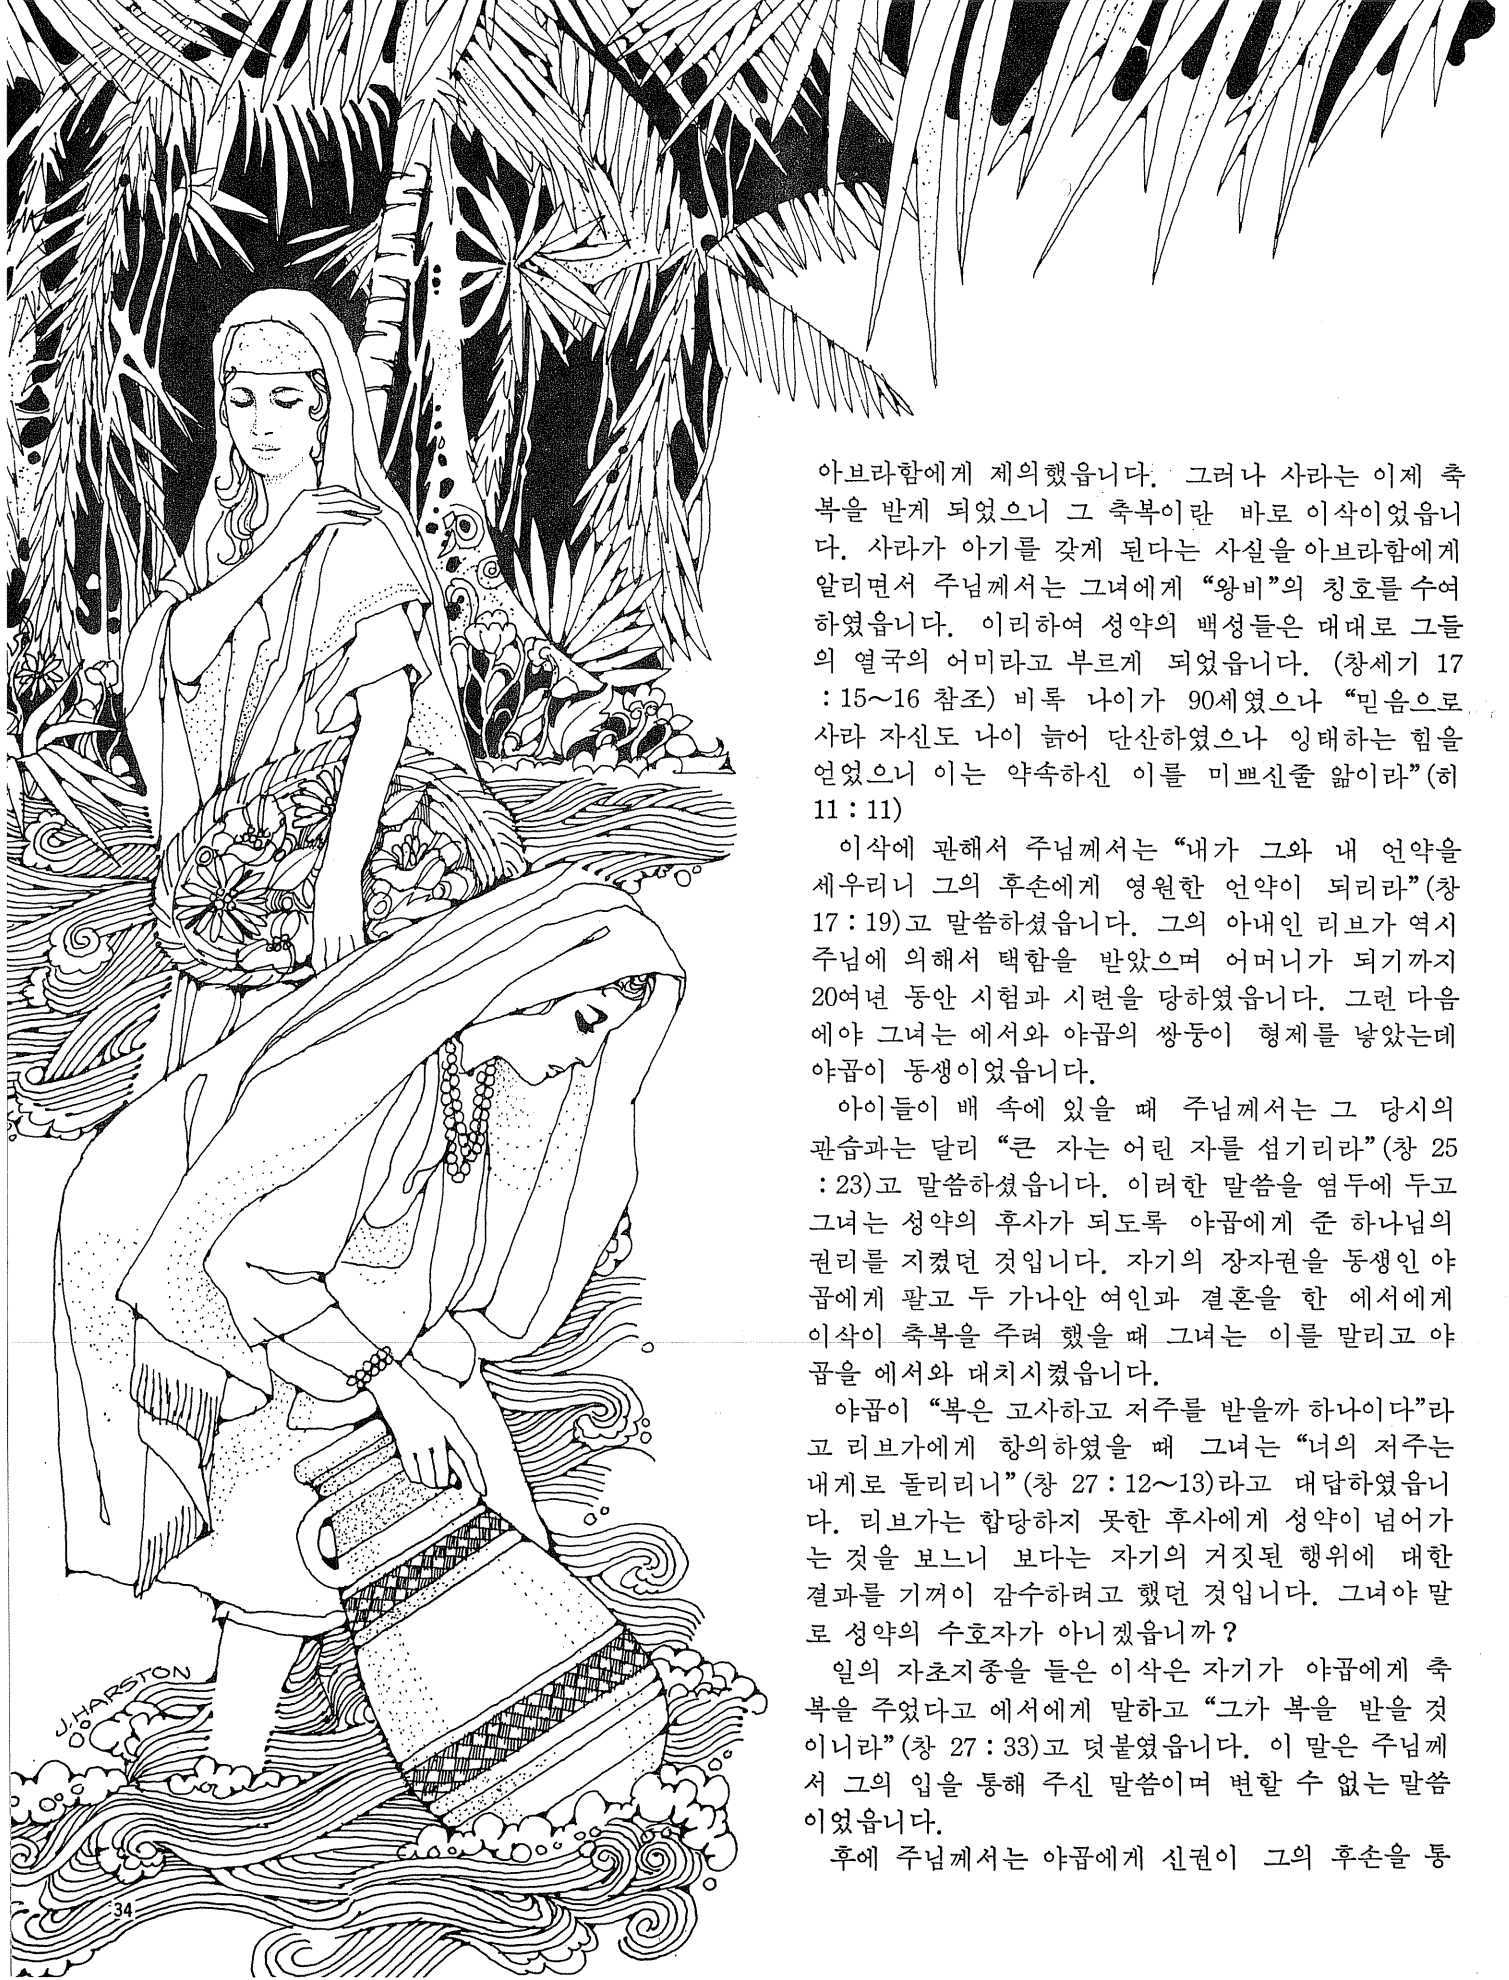 아브라함에게 제의했읍니다. 그러나 사라는 이제 축
복을 받게 되었으니 그 축복이란 바로 이삭이었읍니
다. 사라가 아기를 갖게 된다는 사실을 아브라함에게
알리면서 주님께서는 그녀에게 “왕비”의 칭호를 수여
하였읍니다. 이리하여 성약의 백성들은 대대로 그들
의 열국의 어미라고 부르게 되었읍니다. (창세기 17
: 15~16 참조) 비록 나이가 90세였으나 “믿음으로
사라 자신도 나이 늙어 단산하였으나 잉태하는 힘을
얻었으니 이는 약속하신 이를 미쁘신줄 앎이라”(히
11 : 11)
이삭에 관해서 주님께서는 “내가 그와 내 언약을
세우리니 그의 후손에게 영원한 언약이 되리라”(창
17 : 19)고 말씀하셨읍니다. 그의 아내인 리브가 역시
주님에 의해서 택함을 받았으며 어머니가 되기까지
20여년 동안 시험과 시련을 당하였읍니다. 그런 다음
에야 그녀는 에서와 야곱의 쌍둥이 형제를 낳았는데
야곱이 동생이었읍니다.
아이들이 배 속에 있을 때 주님께서는 그 당시의
관습과는 달리 “큰 자는 어린 자를 섬기리라”(창 25
: 23)고 말씀하셨읍니다. 이러한 말씀을 염두에 두고
그녀는 성약의 후사가 되도록 야곱에게 준 하나님의
권리를 지켰던 것입니다. 자기의 장자권을 동생인 야
곱에게 팔고 두 가나안 여인과 결혼을 한 에서에게
이삭이 축복을 주려 했을 때 그녀는 이를 말리고 야
곱을 에서와 대치시켰읍니다.
야곱이 “복은 고사하고 저주를 받을까 하나이다”라
고 리브가에게 항의하였을 때 그녀는 “너의 저주는
내게로 돌리리니”(창 27 : 12~13)라고 대답하였읍니
다. 리브가는 합당하지 못한 후사에게 성약이 넘어가
는 것을 보느니 보다는 자기의 거짓된 행위에 대한
결과를 기꺼이 감수하려고 했던 것입니다. 그녀야 말
로 성약의 수호자가 아니겠읍니까?
일의 자초지종을 들은 이삭은 자기가 야곱에게 축
복을 주었다고 에서에게 말하고 “그가 복을 받을 것
이니라”(창 27 : 33)고 덧붙였읍니다. 이 말은 주님께
서 그의 입을 통해 주신 말씀이며 변할 수 없는 말씀
이었읍니다.
후에 주님께서는 야곱에게 신권이 그의 후손을 통
J. HARSTON
34